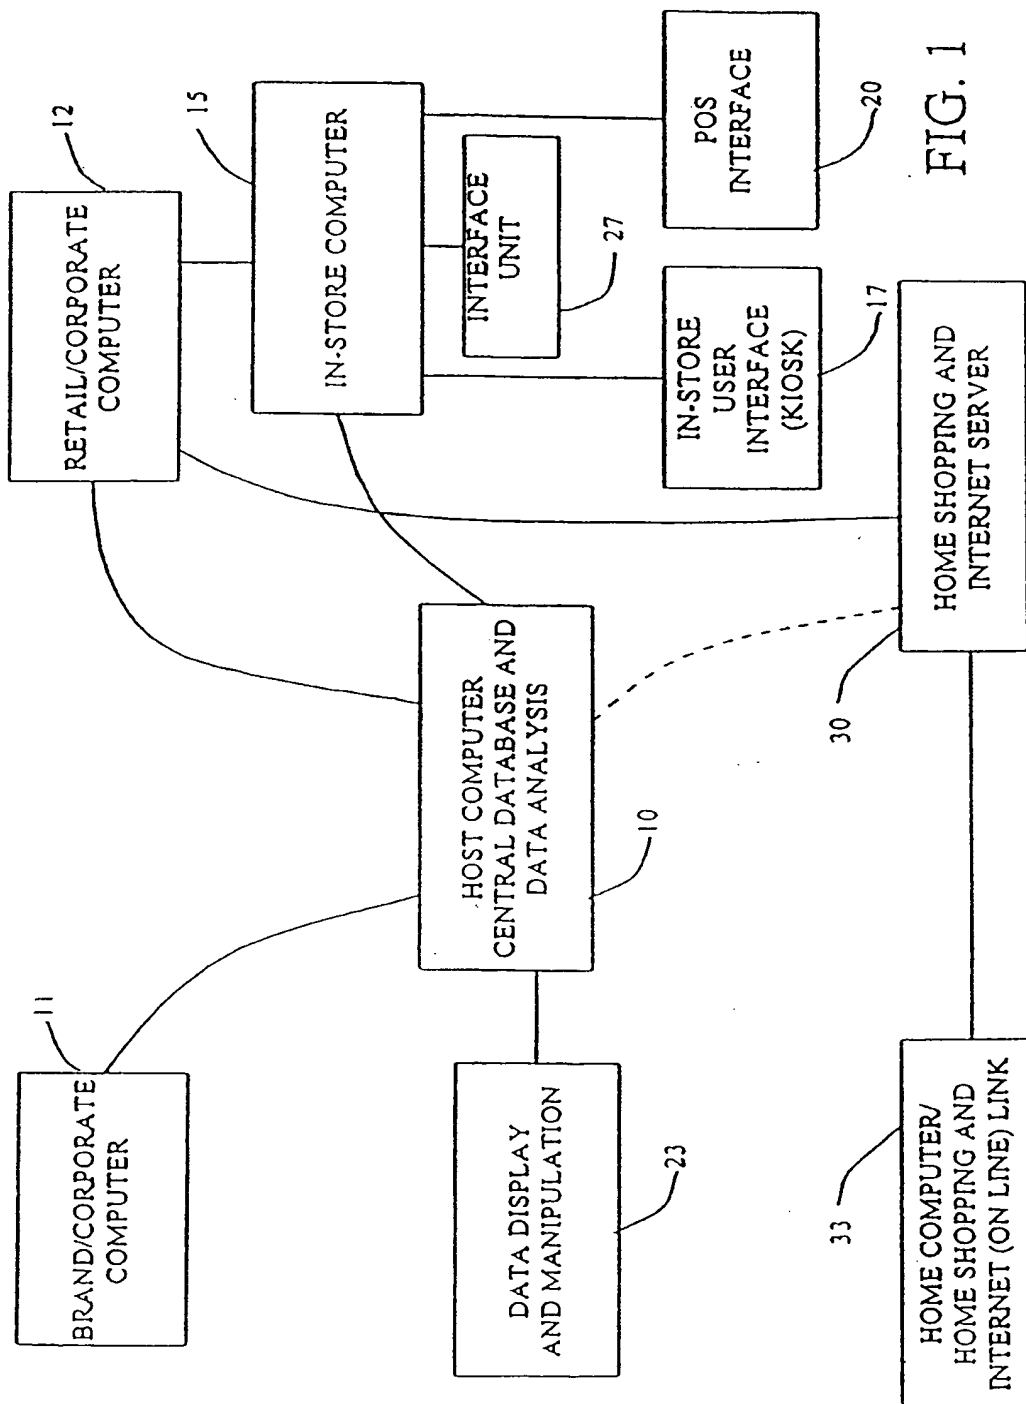 11
BRAND/CORPORATE
COMPUTER
12
RETAIL/CORPORATE
COMPUTER
15
IN-STORE COMPUTER
HOST COMPUTER
CENTRAL DATABASE AND
DATA ANALYSIS
10
DATA DISPLAY
AND MANIPULATION
23
INTERFACE
UNIT
27
IN-STORE
USER
INTERFACE
(KIOSK)
17
POS
INTERFACE
20
33
HOME COMPUTER/
HOME SHOPPING AND
INTERNET (ON LINE) LINK
30
HOME SHOPPING AND
INTERNET SERVER
FIG. 1